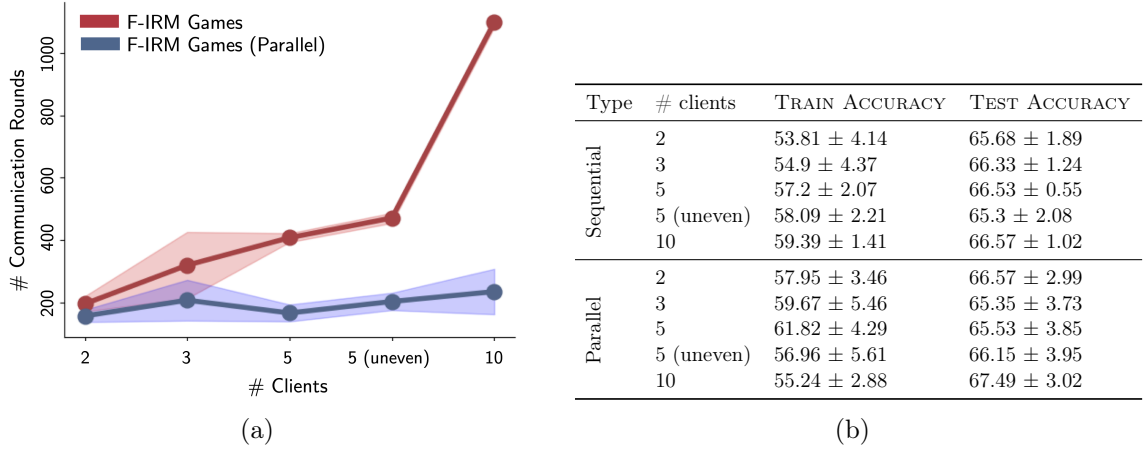 F-IRM Games
F-IRM Games (Parallel)
# Communication Rounds
1000
800
600
400
200
2 3 5 5 (uneven) 10
# Clients
(a)
Type # clients TRAIN ACCURACY TEST ACCURACY
Sequential
2 53.81 ± 4.14 65.68 ± 1.89
3 54.9 ± 4.37 66.33 ± 1.24
5 57.2 ± 2.07 66.53 ± 0.55
5 (uneven) 58.09 ± 2.21 65.3 ± 2.08
10 59.39 ± 1.41 66.57 ± 1.02
Parallel
2 57.95 ± 3.46 66.57 ± 2.99
3 59.67 ± 5.46 65.35 ± 3.73
5 61.82 ± 4.29 65.53 ± 3.85
5 (uneven) 56.96 ± 5.61 66.15 ± 3.95
10 55.24 ± 2.88 67.49 ± 3.02
(b)